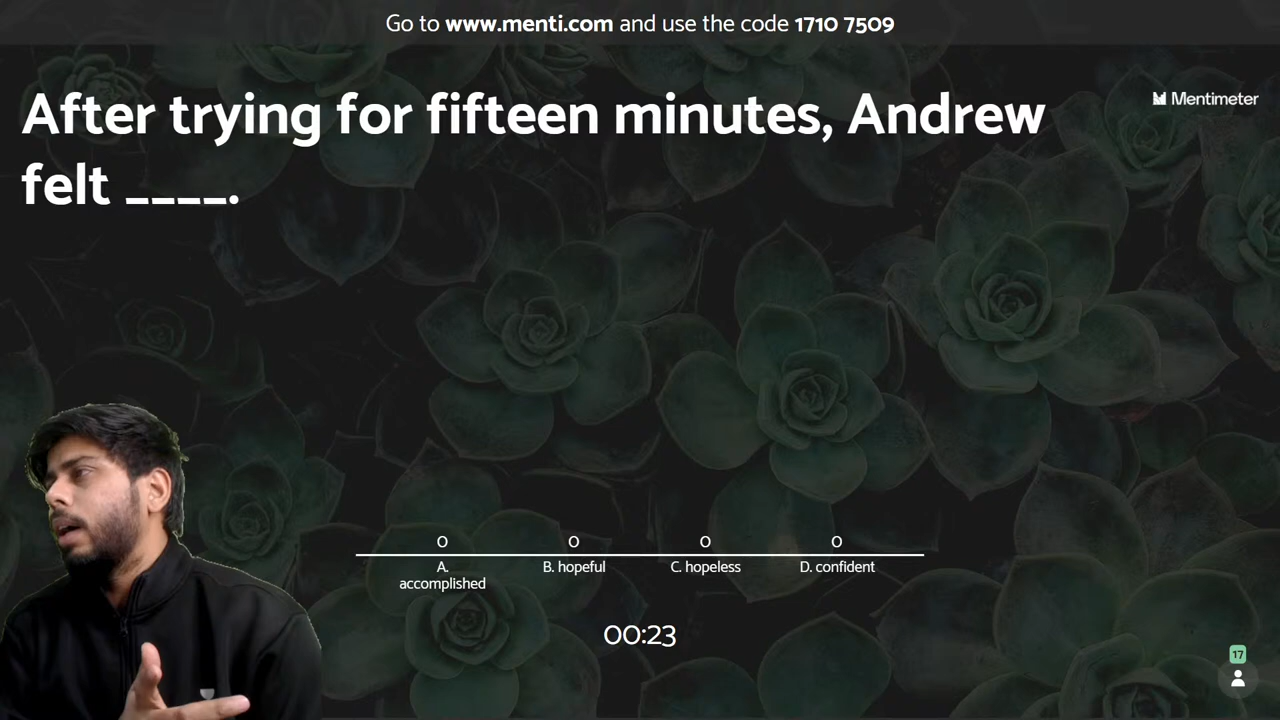 Go to www.menti.com and use the code 1710 7509
Mentimeter
After trying for fifteen minutes, Andrew
felt ____.
0 0 0 0
A. accomplished
B. hopeful
C. hopeless
D. confident
00:23
17